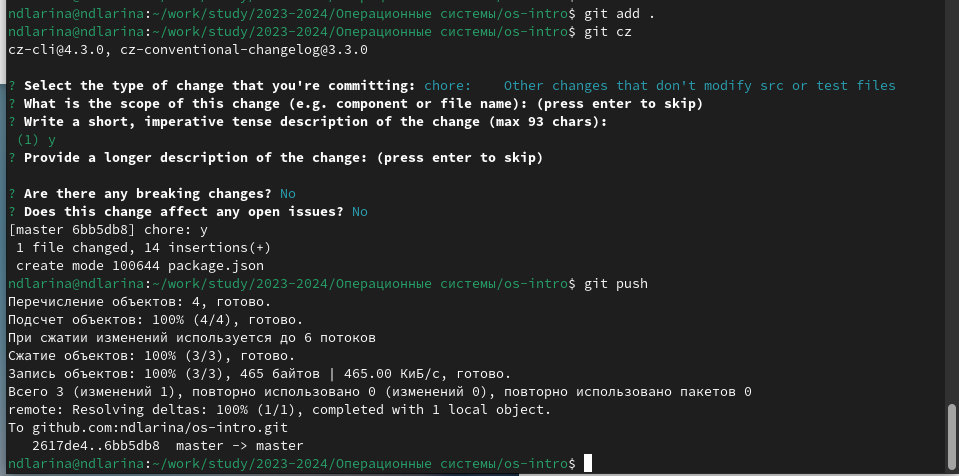 ndlarina@ndlarina:~/work/study/2023-2024/Операционные системы/os-intro$ git add .
ndlarina@ndlarina:~/work/study/2023-2024/Операционные системы/os-intro$ git cz
cz-cli@4.3.0, cz-conventional-changelog@3.3.0
? Select the type of change that you're committing: chore:    Other changes that don't modify src or test files
? What is the scope of this change (e.g. component or file name): (press enter to skip)
? Write a short, imperative tense description of the change (max 93 chars):
 (1) y
? Provide a longer description of the change: (press enter to skip)
? Are there any breaking changes? No
? Does this change affect any open issues? No
[master 6bb5db8] chore: y
 1 file changed, 14 insertions(+)
 create mode 100644 package.json
ndlarina@ndlarina:~/work/study/2023-2024/Операционные системы/os-intro$ git push
Перечисление объектов: 4, готово.
Подсчет объектов: 100% (4/4), готово.
При сжатии изменений используется до 6 потоков
Сжатие объектов: 100% (3/3), готово.
Запись объектов: 100% (3/3), 465 байтов | 465.00 КиБ/с, готово.
Всего 3 (изменений 1), повторно использовано 0 (изменений 0), повторно использовано пакетов 0
remote: Resolving deltas: 100% (1/1), completed with 1 local object.
To github.com:ndlarina/os-intro.git
   2617de4..6bb5db8  master -> master
ndlarina@ndlarina:~/work/study/2023-2024/Операционные системы/os-intro$